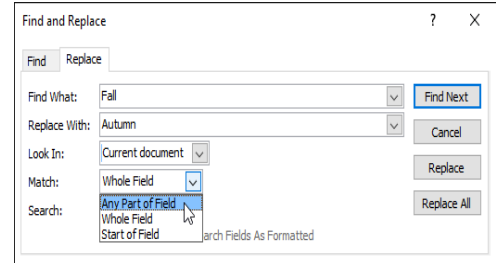 Find and Replace ? X
Find Replace
Find What: Fall Find Next
Replace With: Autumn Cancel
Look In: Current document Replace
Match: Whole Field Replace All
Any Part of Field
Search: Whole Field
Start of Field arch Fields As Formatted